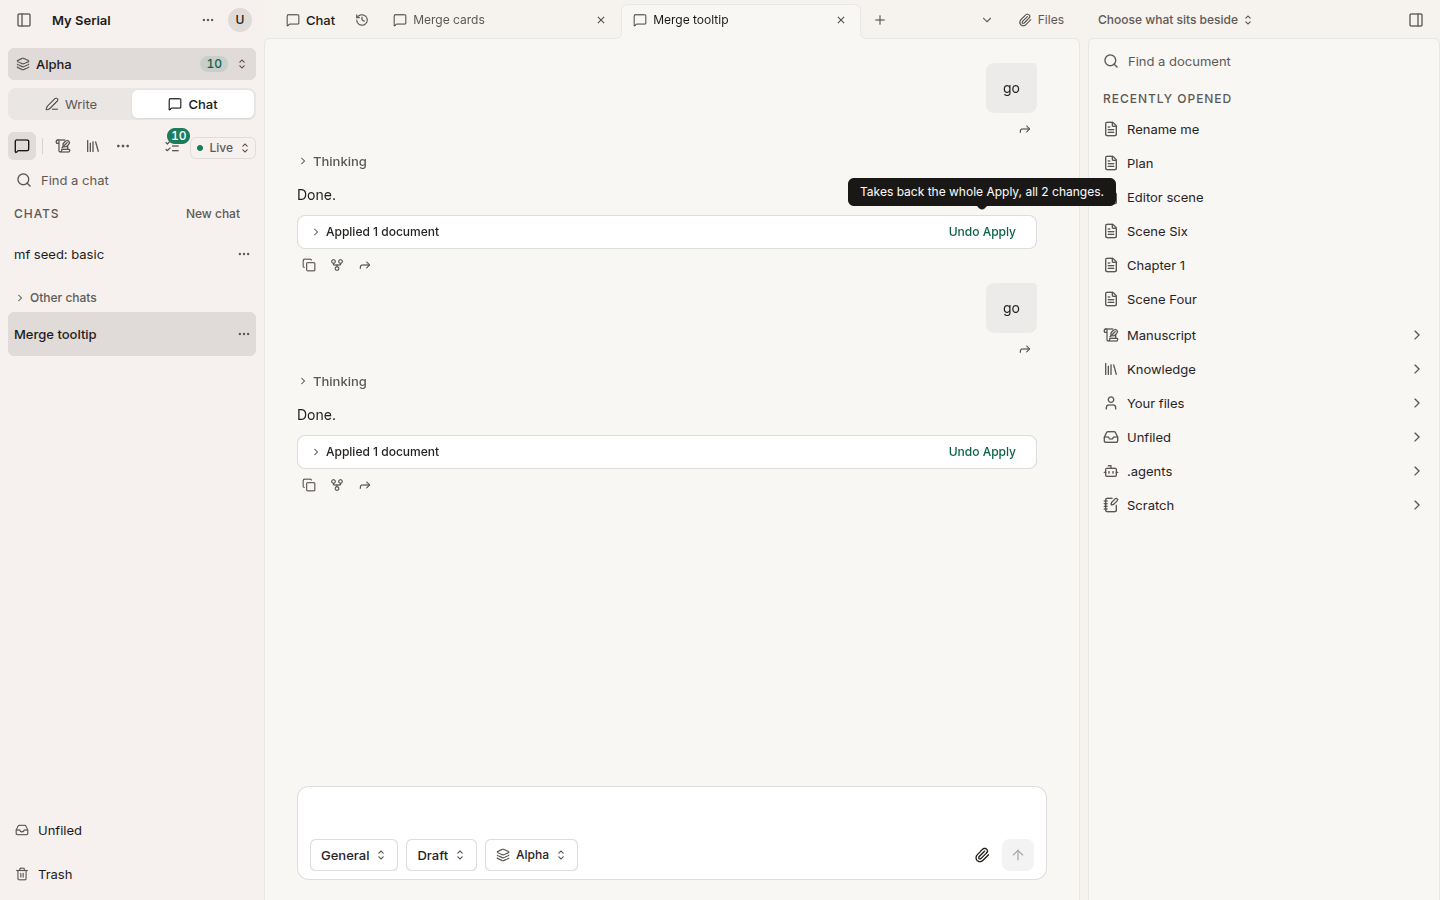 My Serial
U
Alpha
10
Write
Chat
10
Live
Find a chat
CHATS
New chat
mf seed: basic
Other chats
Merge tooltip
Unfiled
Trash
Chat
Merge cards
Merge tooltip
Files
go
Thinking
Done.
Takes back the whole Apply, all 2 changes.
Applied 1 document
Undo Apply
go
Thinking
Done.
Applied 1 document
Undo Apply
General
Draft
Alpha
Choose what sits beside
Find a document
RECENTLY OPENED
Rename me
Plan
Editor scene
Scene Six
Chapter 1
Scene Four
Manuscript
Knowledge
Your files
Unfiled
.agents
Scratch